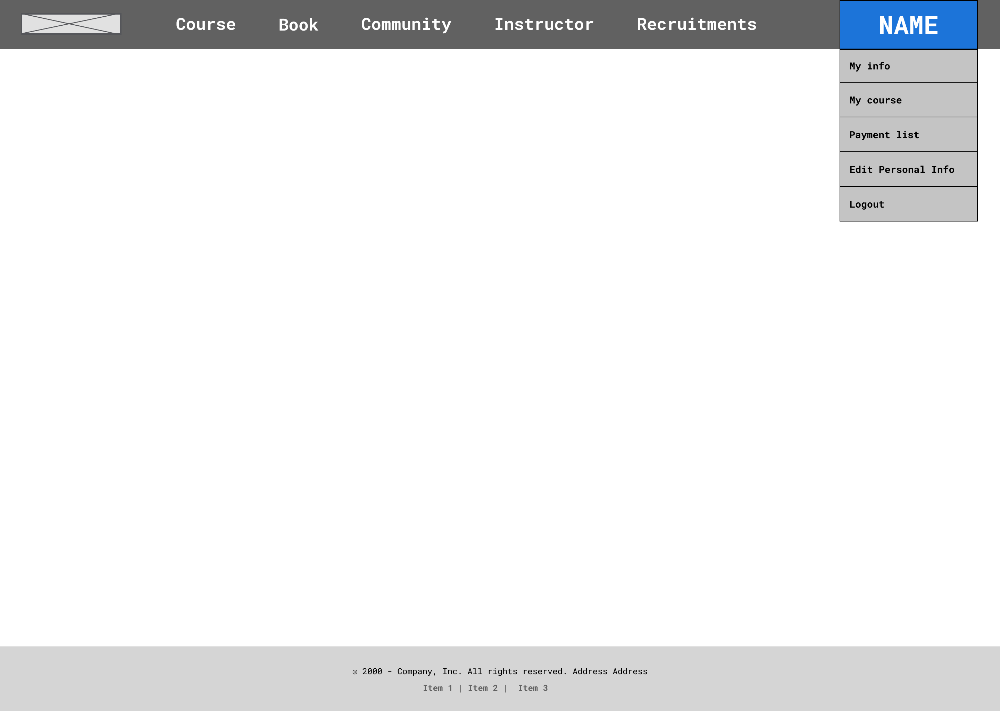 Course Book Community Instructor Recruitments NAME
My info
My course
Payment list
Edit Personal Info
Logout
© 2000 - Company, Inc. All rights reserved. Address Address
Item 1 | Item 2 | Item 3